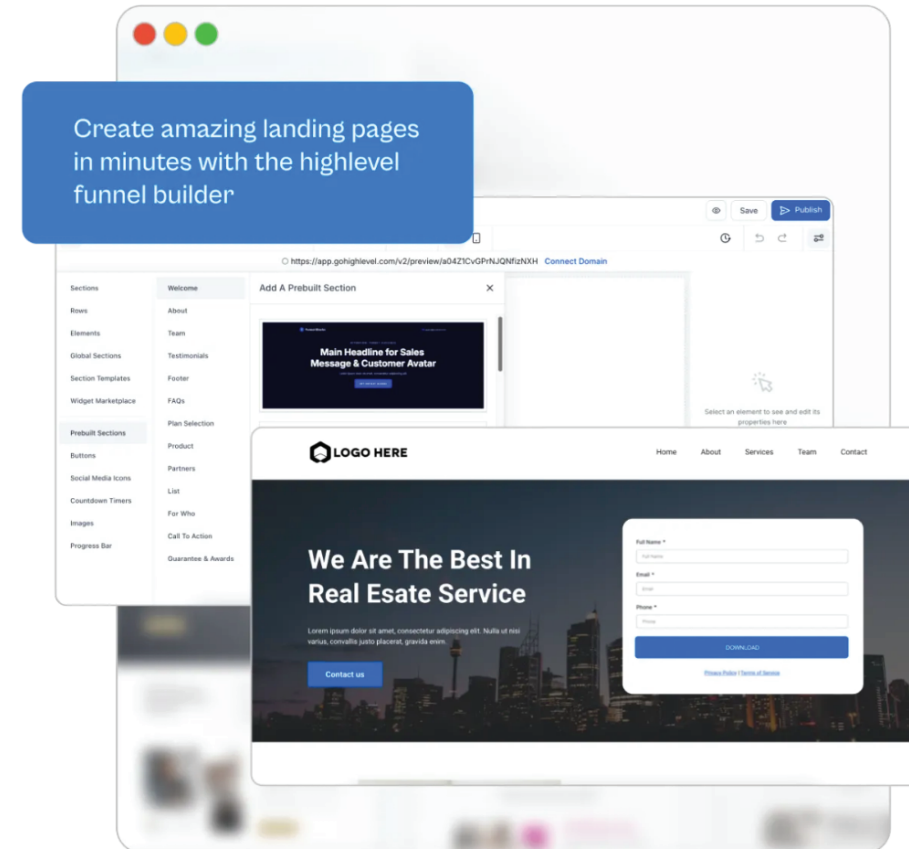 Create amazing landing pages
in minutes with the highlevel
funnel builder
Save
Publish
https://app.gohighlevel.com/v2/preview/a04Z1CvGPrNJQNfizNXH Connect Domain
Sections
Rows
Elements
Global Sections
Section Templates
Widget Marketplace
Prebuilt Sections
Buttons
Social Media Icons
Countdown Timers
Images
Progress Bar
Welcome
About
Team
Testimonials
Footer
FAQs
Plan Selection
Product
Partners
List
For Who
Call To Action
Guarantee & Awards
Add A Prebuilt Section
Main Headline for Sales
Message & Customer Avatar
Select an element to see and edit its
properties here
LOGO HERE
Home About Services Team Contact
We Are The Best In
Real Esate Service
Lorem ipsum dolor sit amet, consectetur adipiscing elit. Nulla ut nisi
varius, convallis justo placerat, gravida enim.
Contact us
Full Name *
Full Name
Email *
Email
Phone *
Phone
DOWNLOAD
Privacy Policy | Terms of Service